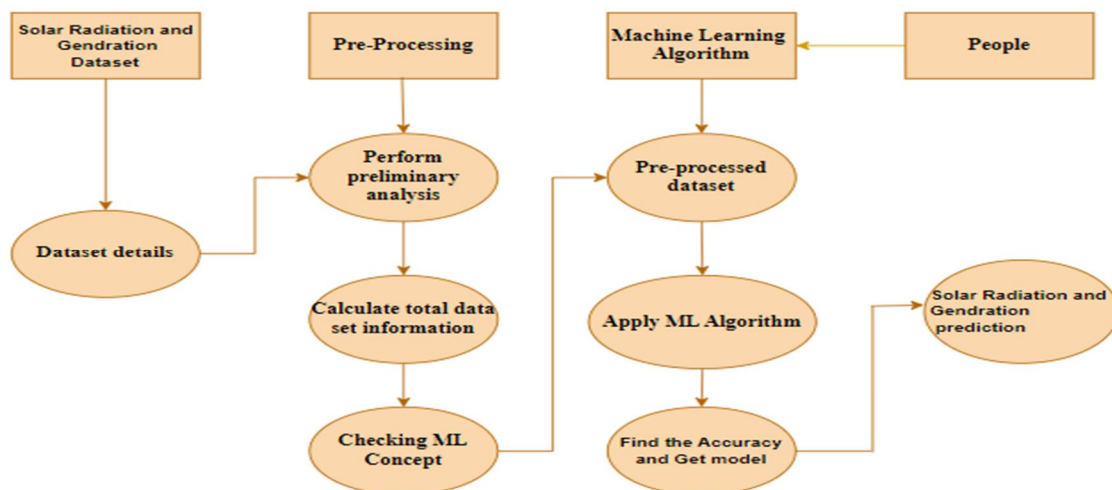 Solar Radiation and
Gendration
Dataset
Pre-Processing
Machine Learning
Algorithm
People
Perform
preliminary
analysis
Pre-processed
dataset
Dataset details
Calculate total data
set information
Apply ML Algorithm
Solar Radiation and
Gendration
prediction
Checking ML
Concept
Find the Accuracy
and Get model